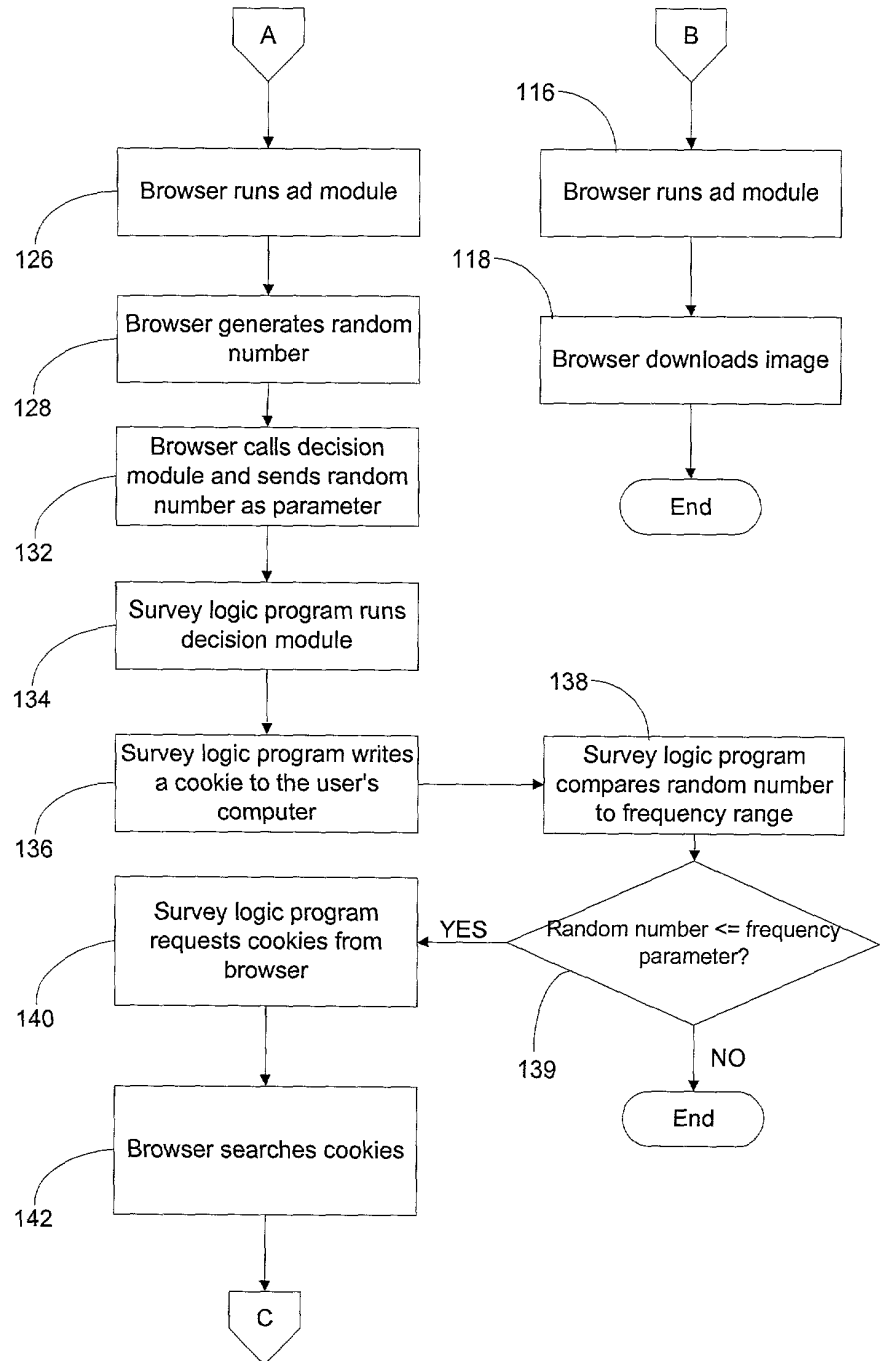 A
Browser runs ad module
126
Browser generates random
number
128
Browser calls decision
module and sends random
number as parameter
132
Survey logic program runs
decision module
134
Survey logic program writes
a cookie to the user's
computer
136
B
116
Browser runs ad module
118
Browser downloads image
End
138
Survey logic program
compares random number
to frequency range
Random number <= frequency
parameter?
139
YES
NO
End
Survey logic program
requests cookies from
browser
140
Browser searches cookies
142
C